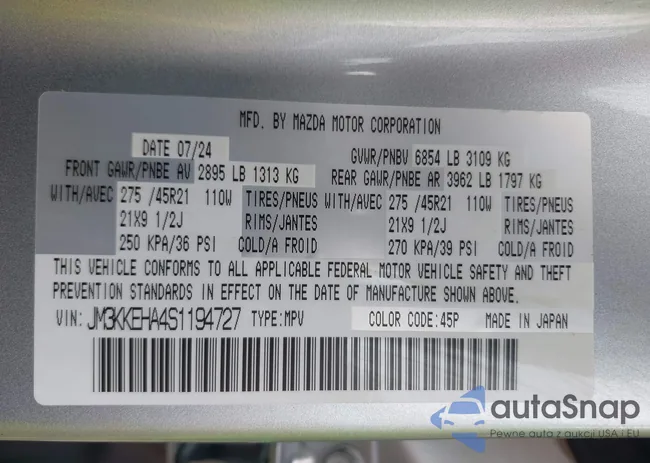 MFD. BY MAZDA MOTOR CORPORATION
DATE 07/24 GVWR/PNBV 6854 LB 3109 KG
FRONT GAWR/PNBE AV 2895 LB 1313 KG REAR GAWR/PNBE AR 3962 LB 1797 KG
WITH/AVEC 275 /45R21 110W TIRES/PNEUS WITH/AVEC 275 /45R21 110W TIRES/PNEUS
21X9 1/2J RIMS/JANTES 21X9 1/2J RIMS/JANTES
250 KPA/36 PSI COLD/A FROID 270 KPA/39 PSI COLD/A FROID
THIS VEHICLE CONFORMS TO ALL APPLICABLE FEDERAL MOTOR VEHICLE SAFETY AND THEFT
PREVENTION STANDARDS IN EFFECT ON THE DATE OF MANUFACTURE SHOWN ABOVE.
VIN: JM3KKEHA4S1194727 TYPE:MPV COLOR CODE:45P MADE IN JAPAN
autaSnap
Pewne auta z aukcji USA i EU